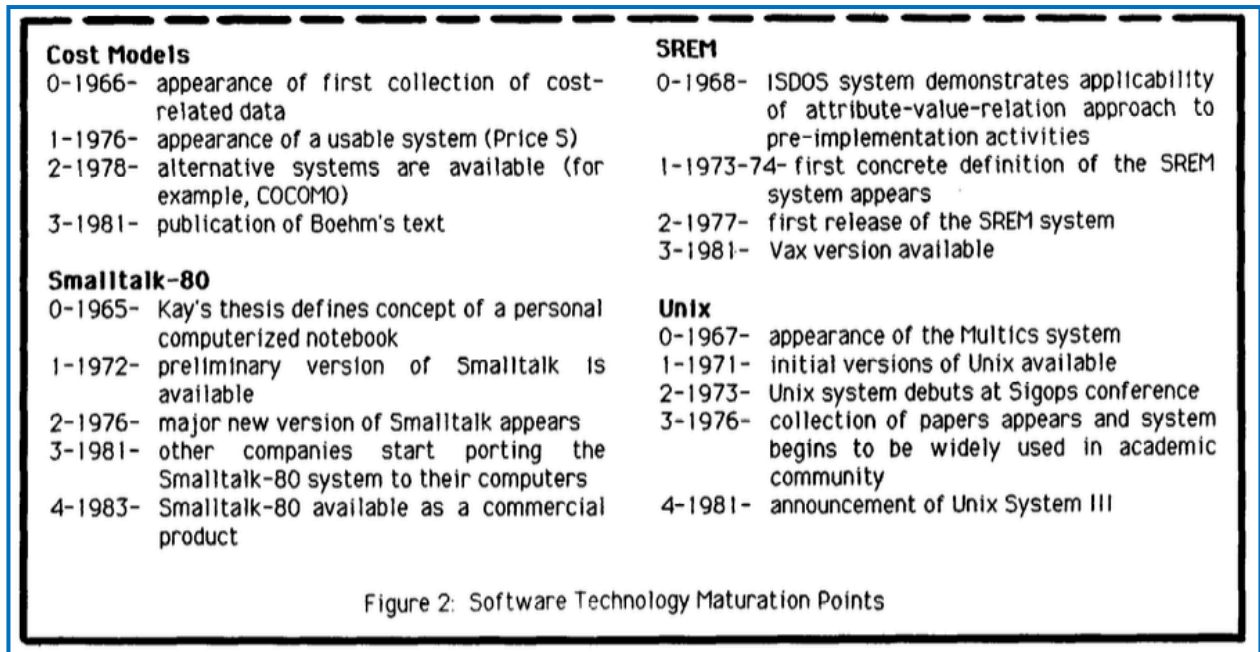 Cost Models
0-1966- appearance of first collection of cost-
related data
1-1976- appearance of a usable system (Price S)
2-1978- alternative systems are available (for
example, COCOMO)
3-1981- publication of Boehm's text
Smalltalk-80
0-1965- Kay's thesis defines concept of a personal
computerized notebook
1-1972- preliminary version of Smalltalk is
available
2-1976- major new version of Smalltalk appears
3-1981- other companies start porting the
Smalltalk-80 system to their computers
4-1983- Smalltalk-80 available as a commercial
product
SREM
0-1968- ISDOS system demonstrates applicability
of attribute-value-relation approach to
pre-implementation activities
1-1973-74- first concrete definition of the SREM
system appears
2-1977- first release of the SREM system
3-1981- Vax version available
Unix
0-1967- appearance of the Multics system
1-1971- initial versions of Unix available
2-1973- Unix system debuts at Sigops conference
3-1976- collection of papers appears and system
begins to be widely used in academic
community
4-1981- announcement of Unix System III
Figure 2: Software Technology Maturation Points